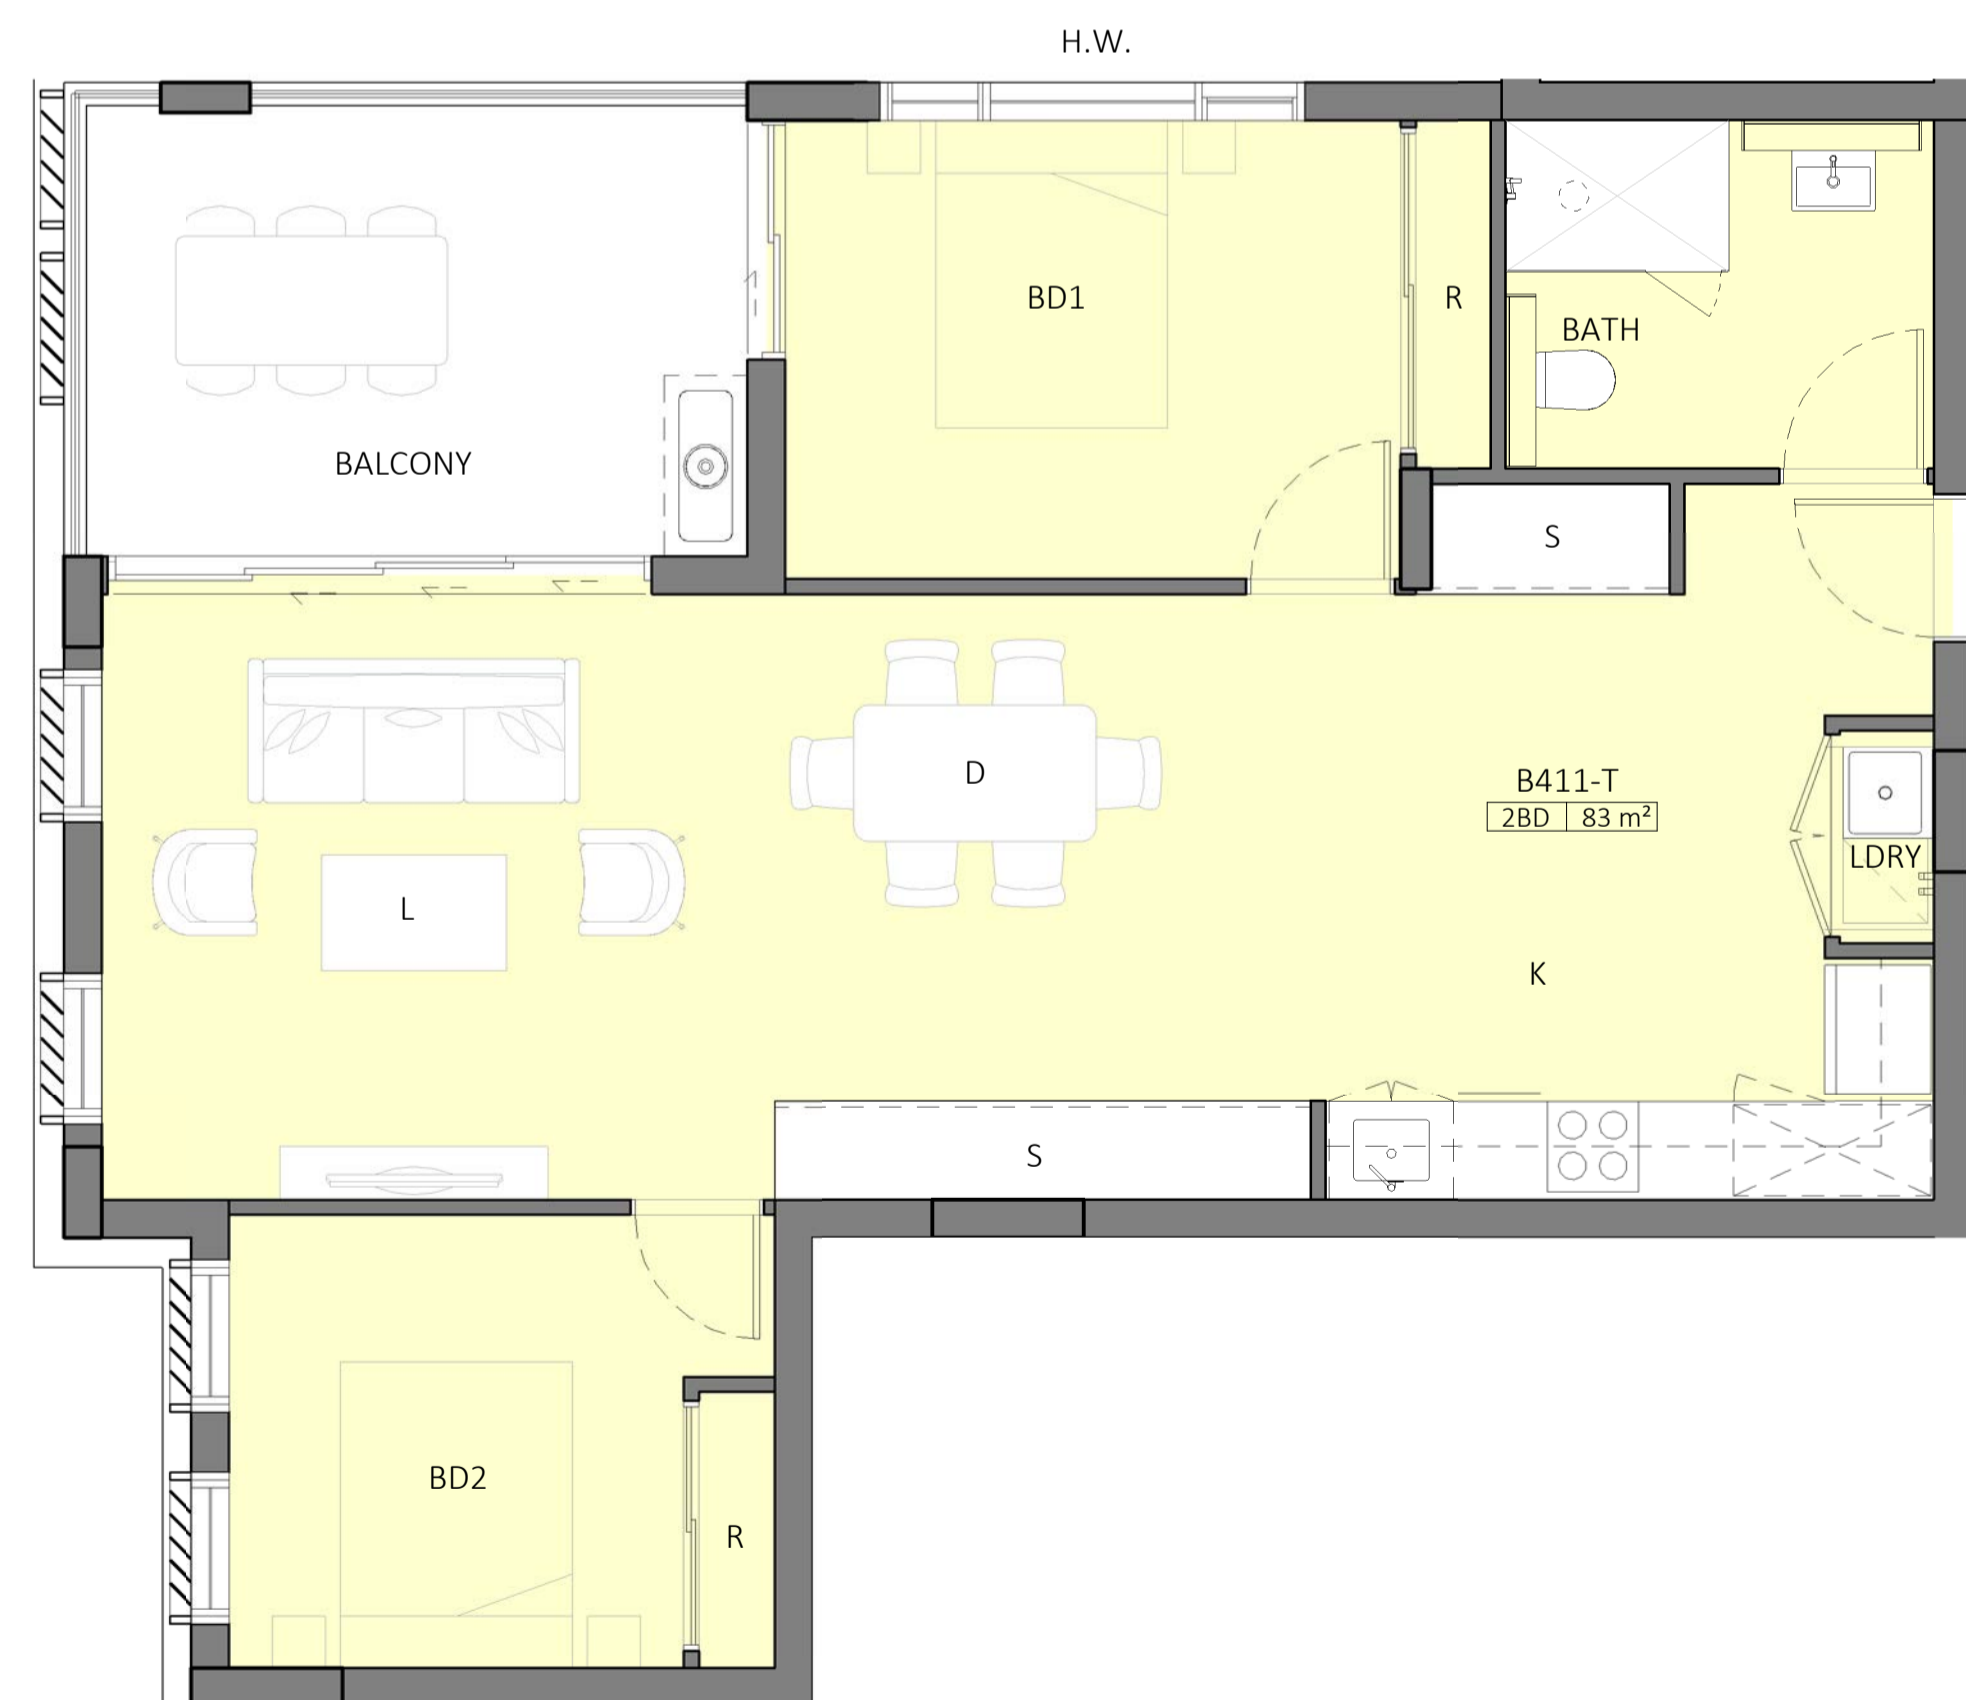 H.W.
BD1
R
BATH
BALCONY
S
D
B411-T
2BD 83 m²
LDRY
L
K
S
BD2
R